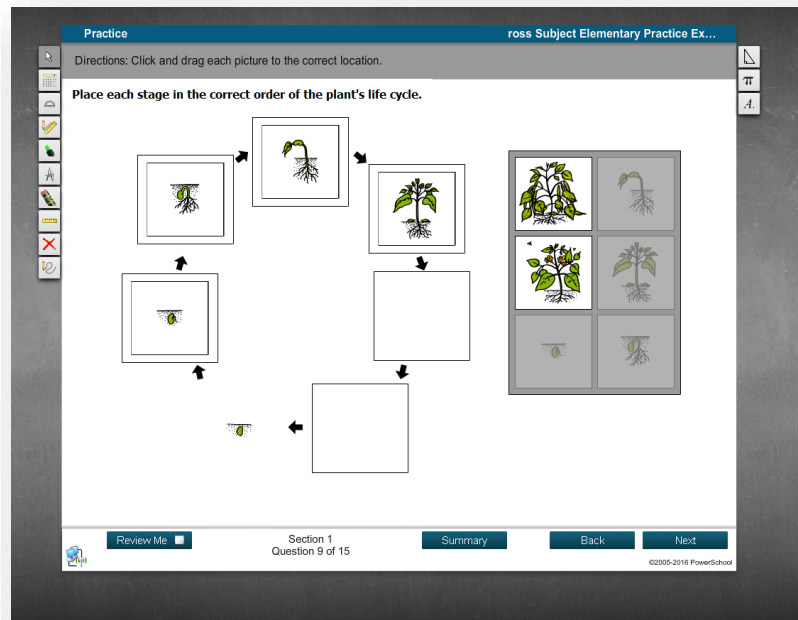 Practice
ross Subject Elementary Practice Ex...
Directions: Click and drag each picture to the correct location.
π
A.
Place each stage in the correct order of the plant's life cycle.
Review Me
Section 1
Question 9 of 15
Summary
Back
Next
©2005-2016 PowerSchool